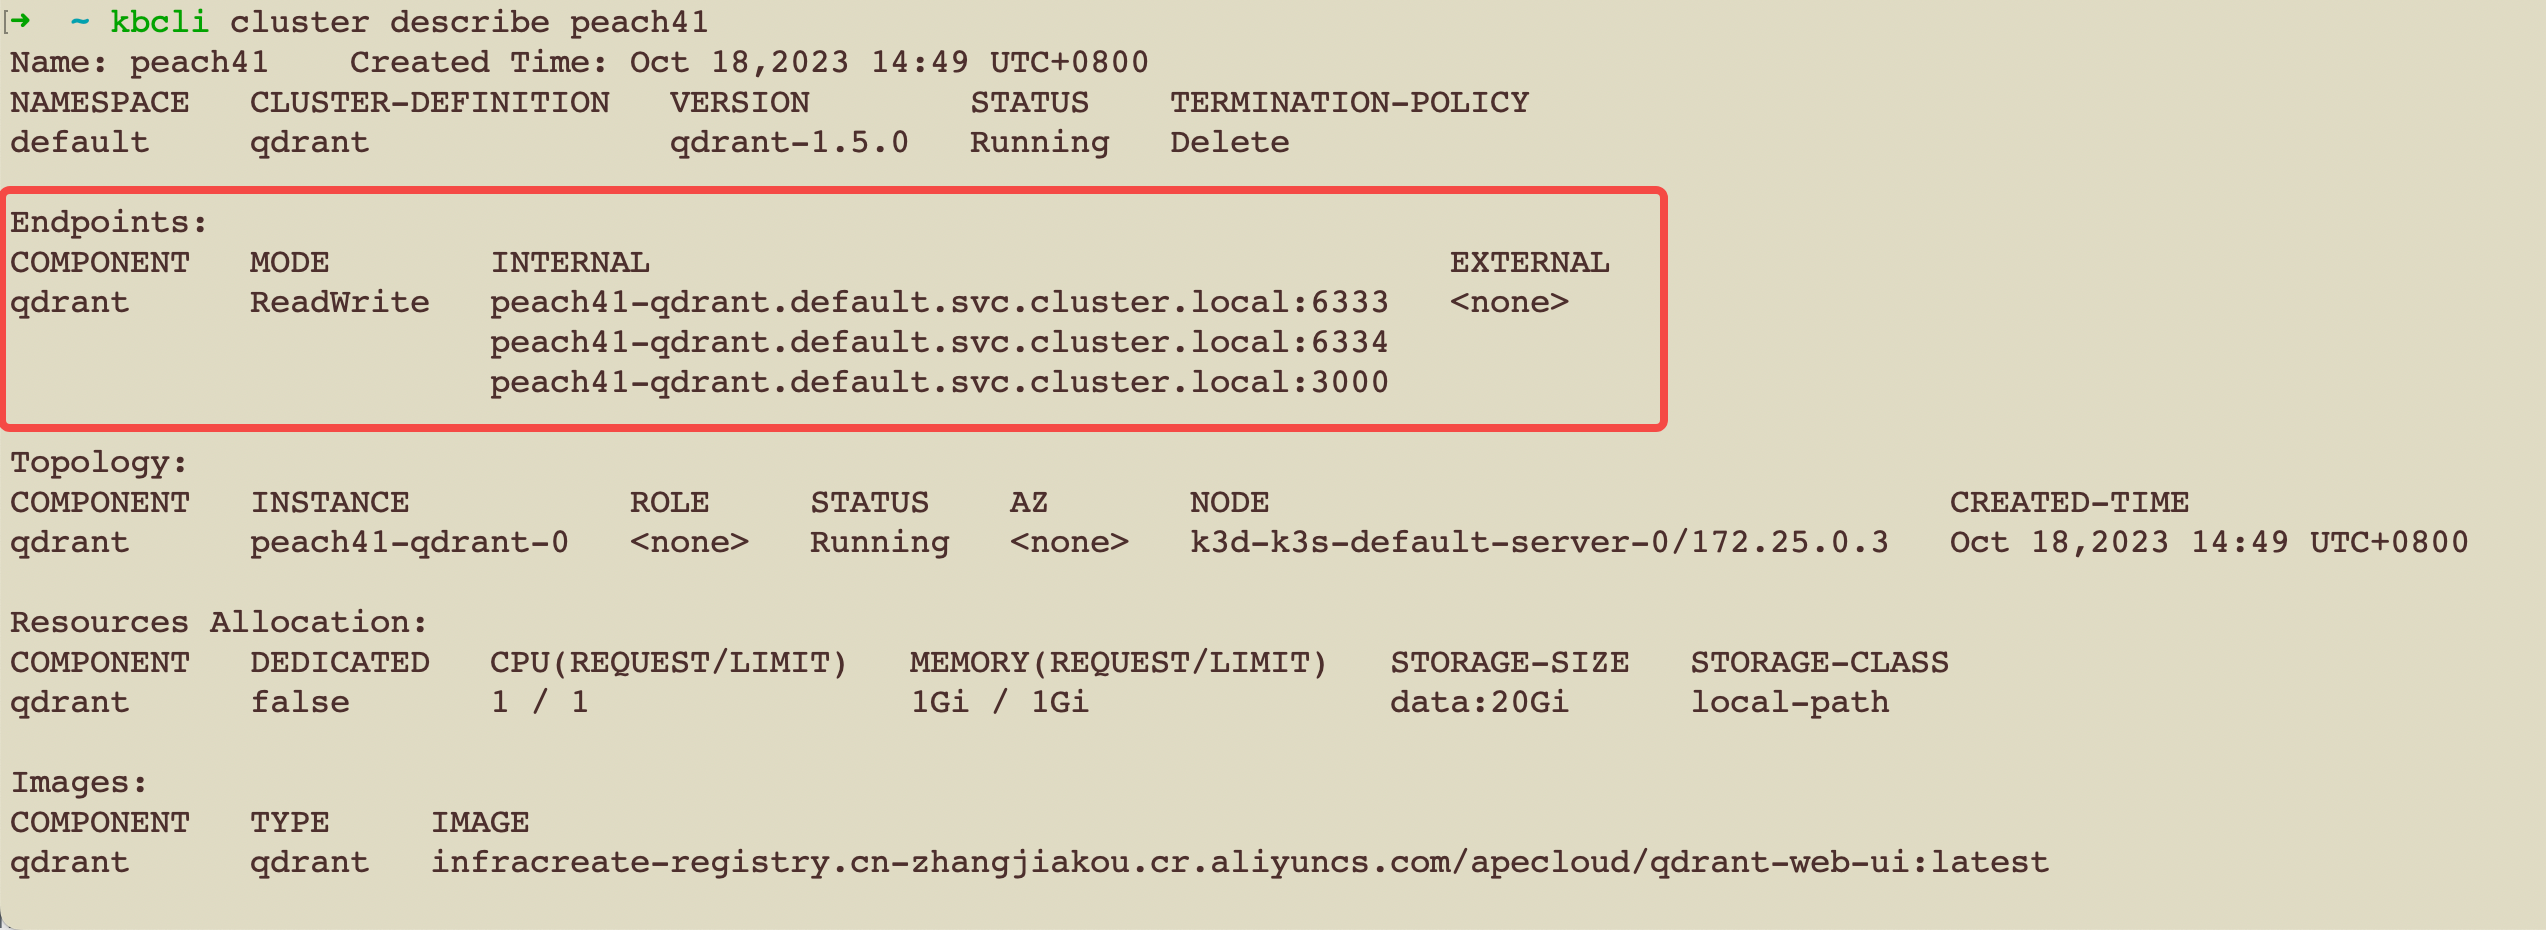 ➜  ~ kbcli cluster describe peach41
Name: peach41    Created Time: Oct 18,2023 14:49 UTC+0800
NAMESPACE   CLUSTER-DEFINITION   VERSION        STATUS    TERMINATION-POLICY
default     qdrant               qdrant-1.5.0   Running   Delete
Endpoints:
COMPONENT   MODE        INTERNAL                                        EXTERNAL
qdrant      ReadWrite   peach41-qdrant.default.svc.cluster.local:6333   <none>
peach41-qdrant.default.svc.cluster.local:6334
peach41-qdrant.default.svc.cluster.local:3000
Topology:
COMPONENT   INSTANCE           ROLE     STATUS    AZ       NODE                                  CREATED-TIME
qdrant      peach41-qdrant-0   <none>   Running   <none>   k3d-k3s-default-server-0/172.25.0.3   Oct 18,2023 14:49 UTC+0800
Resources Allocation:
COMPONENT   DEDICATED   CPU(REQUEST/LIMIT)   MEMORY(REQUEST/LIMIT)   STORAGE-SIZE   STORAGE-CLASS
qdrant      false       1 / 1                1Gi / 1Gi               data:20Gi      local-path
Images:
COMPONENT   TYPE     IMAGE
qdrant      qdrant   infracreate-registry.cn-zhangjiakou.cr.aliyuncs.com/apecloud/qdrant-web-ui:latest